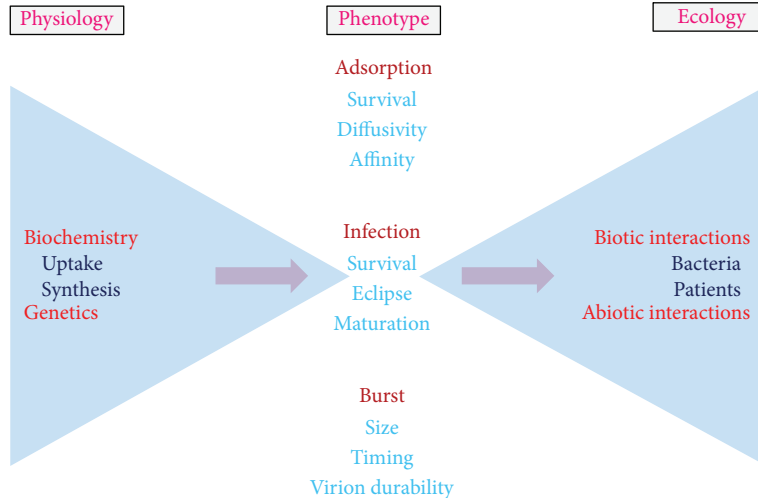 Physiology
Phenotype
Ecology
Adsorption
Survival
Diffusivity
Affinity
Biochemistry
Uptake
Synthesis
Genetics
Infection
Survival
Eclipse
Maturation
Biotic interactions
Bacteria
Patients
Abiotic interactions
Burst
Size
Timing
Virion durability